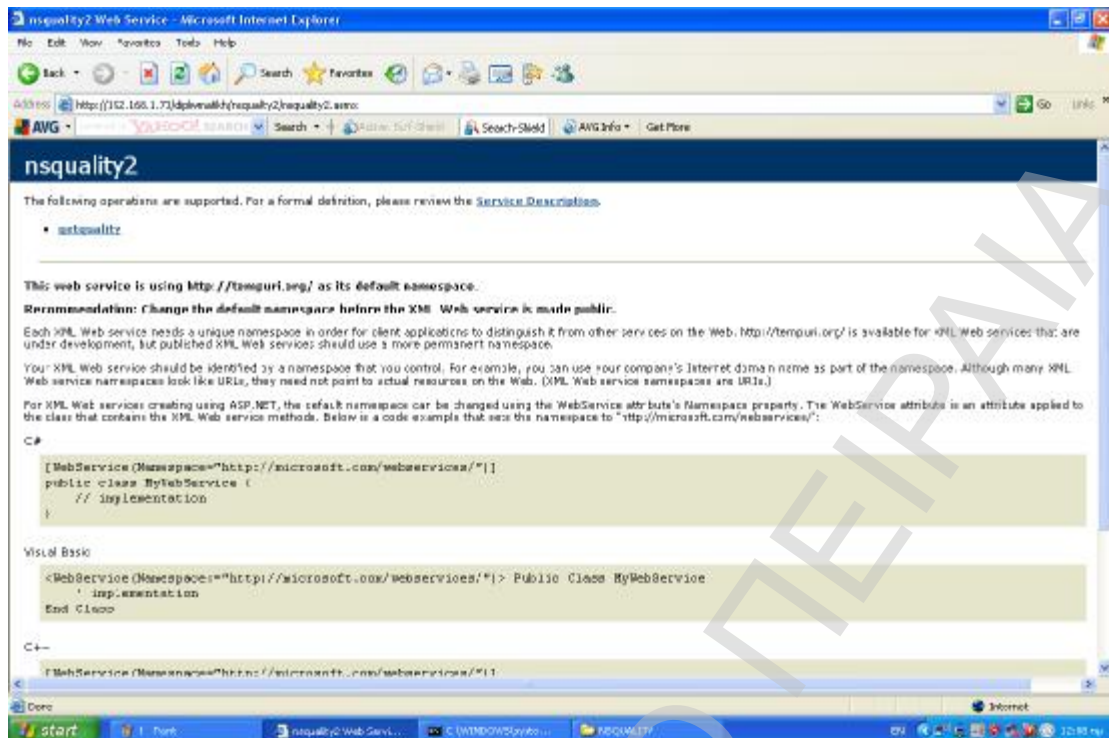 nsquality2 Web Service - Microsoft Internet Explorer
File Edit View Favorites Tools Help
Back Search Favorites
Address
AVG Search Search-Shield AVG Info Get More
Go Links
nsquality2
The following operations are supported. For a formal definition, please review the Service Description.
This web service is using http://tempuri.org/ as its default namespace.
Recommendation: Change the default namespace before the XML Web service is made public.
Each XML Web service needs a unique namespace in order for client applications to distinguish it from other services on the Web. http://tempuri.org/ is available for XML Web services that are
under development, but published XML Web services should use a more permanent namespace.
Your XML Web service should be identified by a namespace that you control. For example, you can use your company's Internet domain name as part of the namespace. Although many XML
Web service namespaces look like URLs, they need not point to actual resources on the Web. (XML Web service namespaces are URIs.)
For XML Web services creating using ASP.NET, the default namespace can be changed using the WebService attribute's Namespace property. The WebService attribute is an attribute applied to
the class that contains the XML Web service methods. Below is a code example that sets the namespace to "http://microsoft.com/webservices/":
C#
[WebService(Namespace="http://microsoft.com/webservices/")]
public class MyWebService {
// implementation
}
Visual Basic
<WebService(Namespace:="http://microsoft.com/webservices/")> Public Class MyWebService
' implementation
End Class
C++
[WebService(Namespace="http://microsoft.com/webservices/")]
Done
Internet
start
nsquality2 Web Servi...
NSQUALITY
EN
ΠΕΙΡΑΙΑ